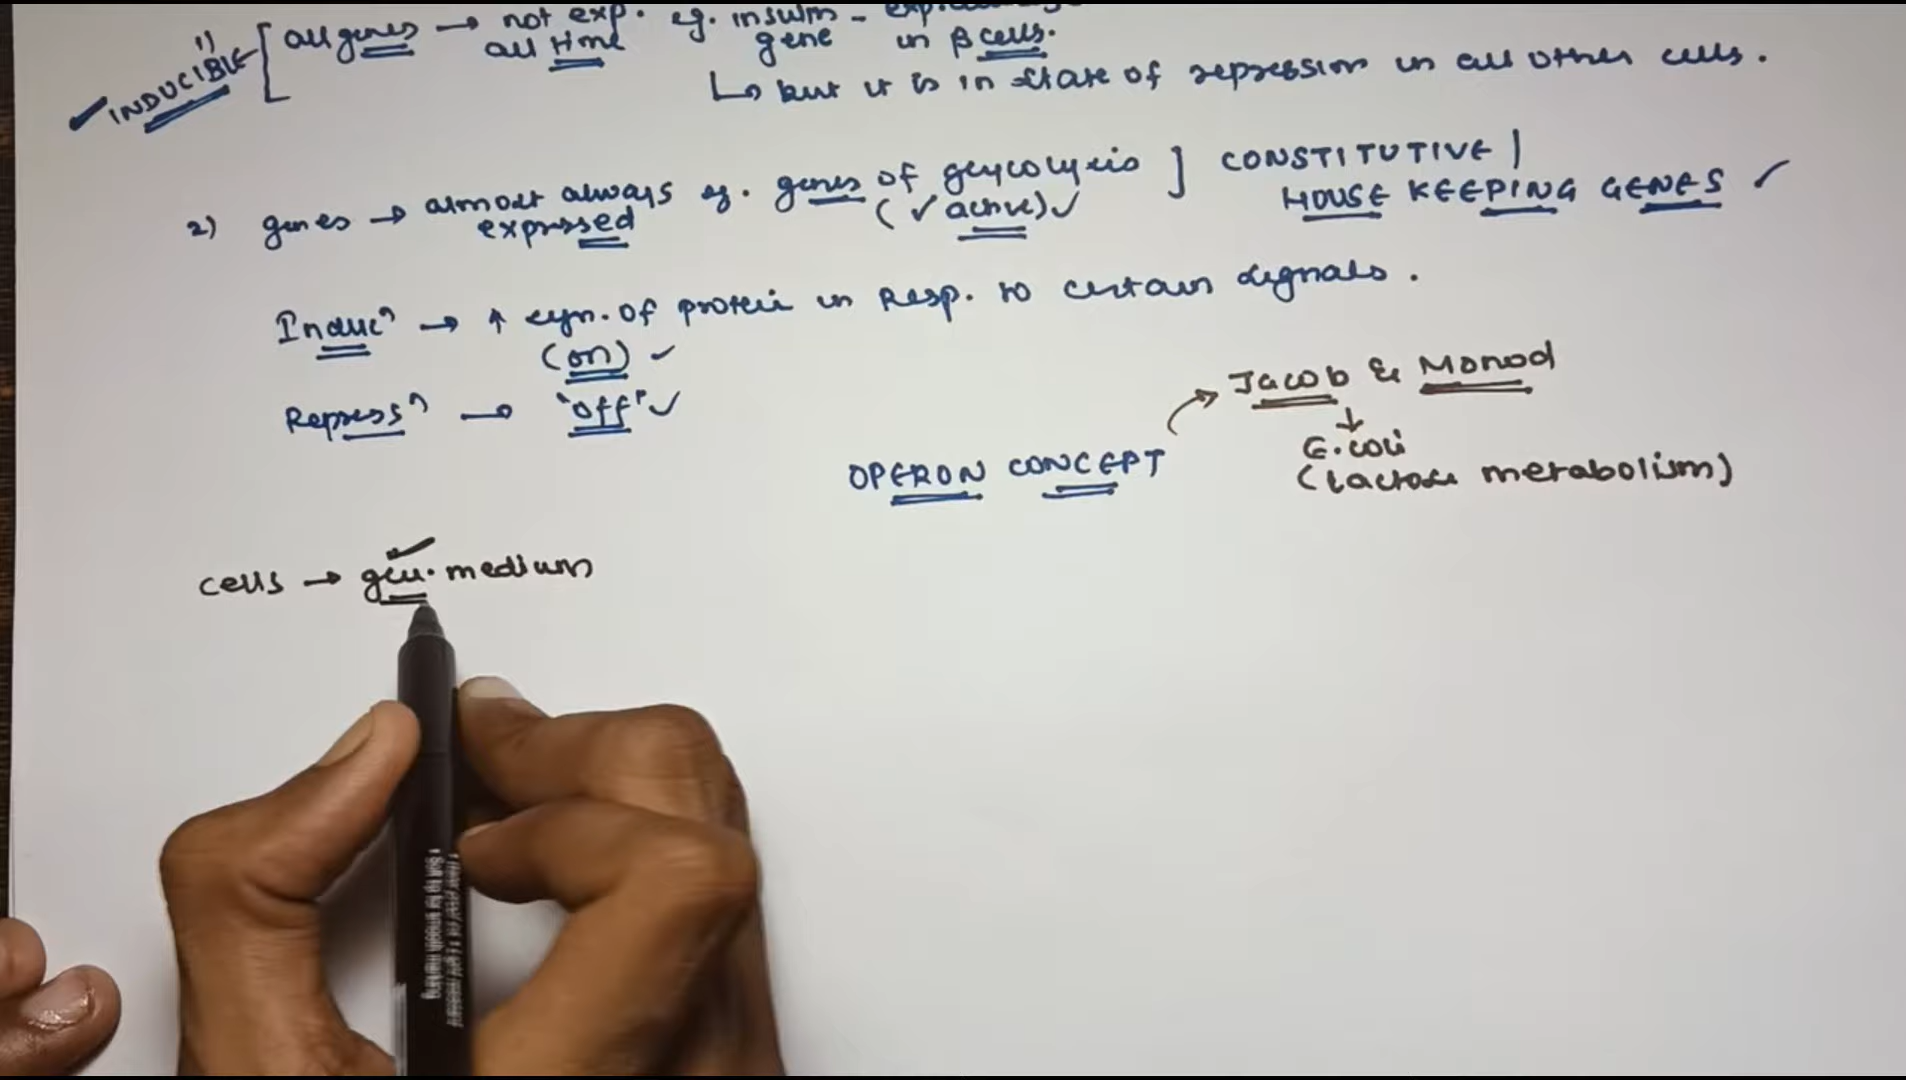 1) all genes → not exp. eg. insulin -
all time gene in β cells.
INDUCIBLE
↳ but it is in state of repression in all other cells.
2) genes → almost always eg. genes of glycolysis ] CONSTITUTIVE |
expressed (✓ active)✓ HOUSE KEEPING GENES ✓
Inducⁿ → ↑ syn. of protein in Resp. to certain signals.
(on) ✓
Repressⁿ → "off" ✓
Jacob & Monod
↓
E.coli
OPERON CONCEPT (lactose metabolism)
cells → glu. medium